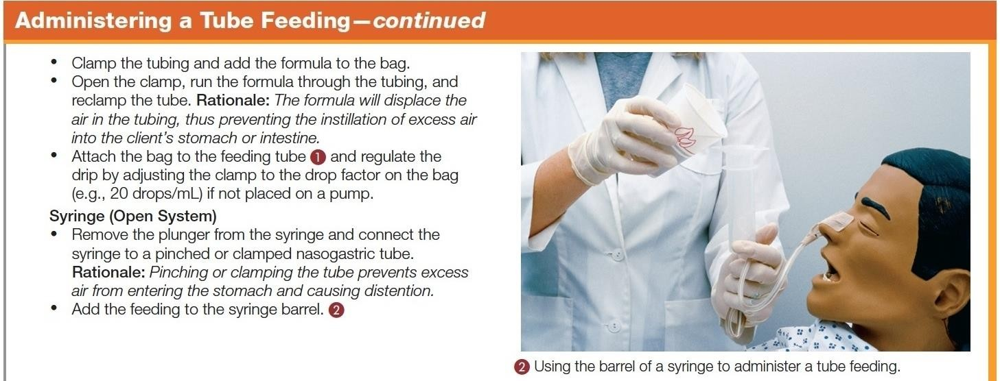 Administering a Tube Feeding—continued
• Clamp the tubing and add the formula to the bag.
• Open the clamp, run the formula through the tubing, and
reclamp the tube. Rationale: The formula will displace the
air in the tubing, thus preventing the instillation of excess air
into the client's stomach or intestine.
• Attach the bag to the feeding tube 1 and regulate the
drip by adjusting the clamp to the drop factor on the bag
(e.g., 20 drops/mL) if not placed on a pump.
Syringe (Open System)
• Remove the plunger from the syringe and connect the
syringe to a pinched or clamped nasogastric tube.
Rationale: Pinching or clamping the tube prevents excess
air from entering the stomach and causing distention.
• Add the feeding to the syringe barrel. 2
2 Using the barrel of a syringe to administer a tube feeding.